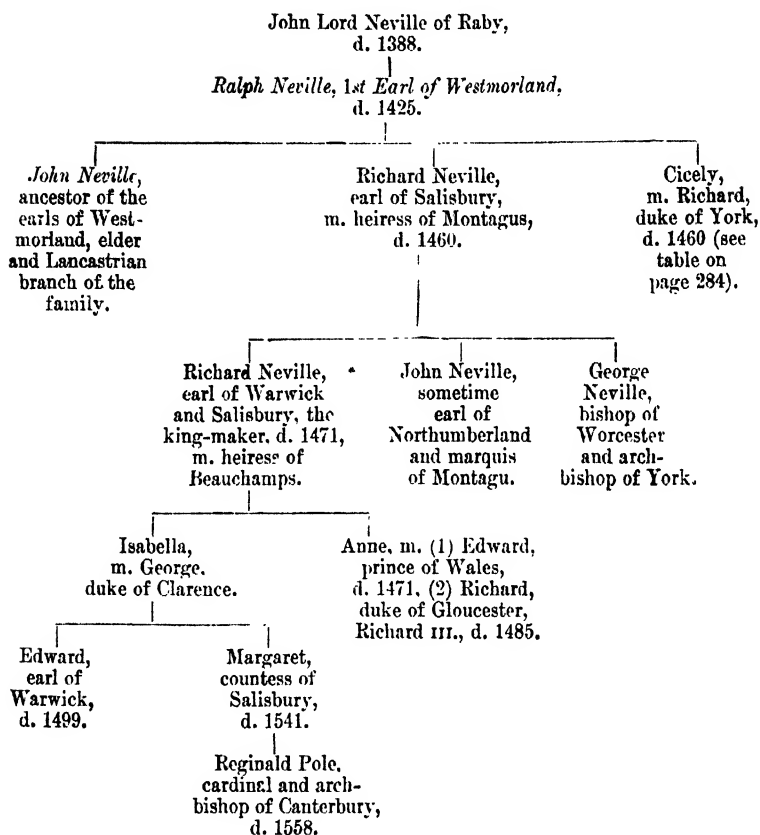 John Lord Neville of Raby,
d. 1388.
Ralph Neville, 1st Earl of Westmorland,
d. 1425.
John Neville,
ancestor of the
earls of West-
morland, elder
and Lancastrian
branch of the
family.
Richard Neville,
earl of Salisbury,
m. heiress of Montagus,
d. 1460.
Cicely,
m. Richard,
duke of York,
d. 1460 (see
table on
page 284).
Richard Neville,
earl of Warwick
and Salisbury, the
king-maker, d. 1471,
m. heiress of
Beauchamps.
John Neville,
sometime
earl of
Northumberland
and marquis
of Montagu.
George
Neville,
bishop of
Worcester
and arch-
bishop of York.
Isabella,
m. George,
duke of Clarence.
Anne, m. (1) Edward,
prince of Wales,
d. 1471, (2) Richard,
duke of Gloucester,
Richard III., d. 1485.
Edward,
earl of
Warwick,
d. 1499.
Margaret,
countess of
Salisbury,
d. 1541.
Reginald Pole,
cardinal and arch-
bishop of Canterbury,
d. 1558.